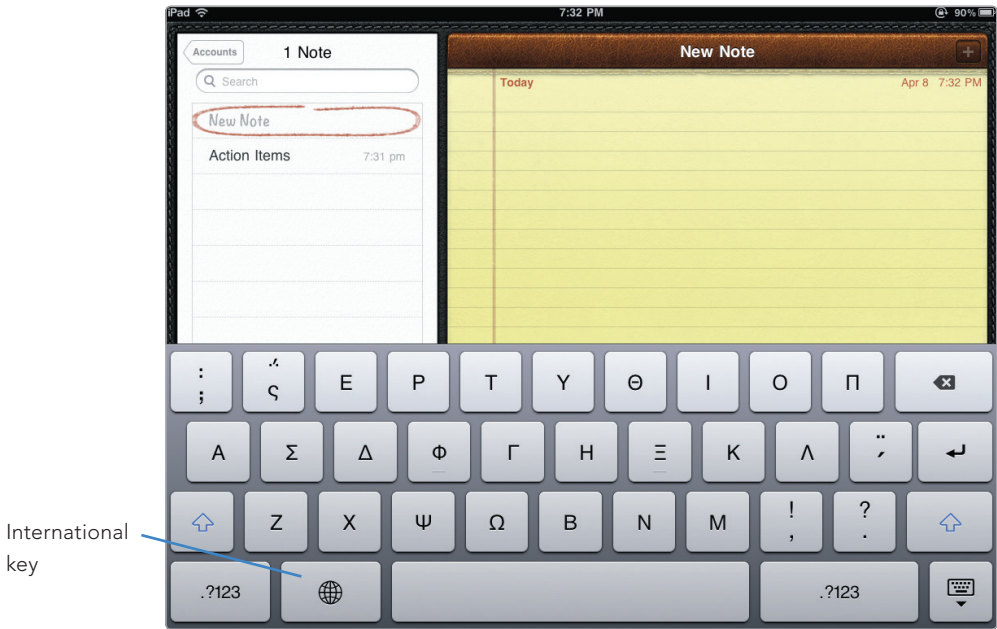 iPad 7:32 PM 90%
Accounts 1 Note New Note +
Search
Today Apr 8 7:32 PM
New Note
Action Items 7:31 pm
: ; ΅ ς Ε Ρ Τ Υ Θ Ι Ο Π
Α Σ Δ Φ Γ Η Ξ Κ Λ ¨ ΄
Ζ Χ Ψ Ω Β Ν Μ ! , ? .
International
key
.?123 .?123